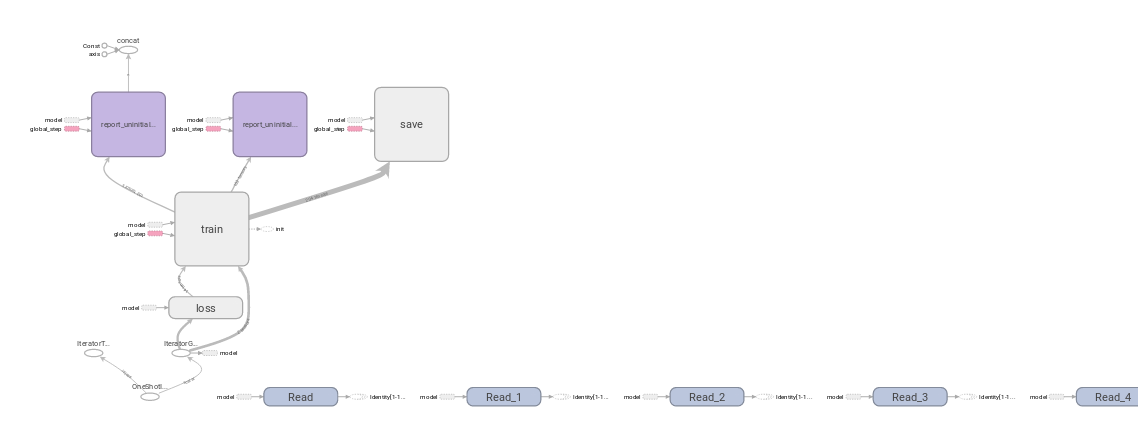 concat
Const
axis
model
global_step
report_uninitial...
model
global_step
report_uninitial...
model
global_step
save
model
global_step
train
init
model
loss
IteratorT...
IteratorG...
model
OneShotI...
model
Read
Identity[1-1...
model
Read_1
Identity[1-1...
model
Read_2
Identity[1-1...
model
Read_3
Identity[1-1...
model
Read_4